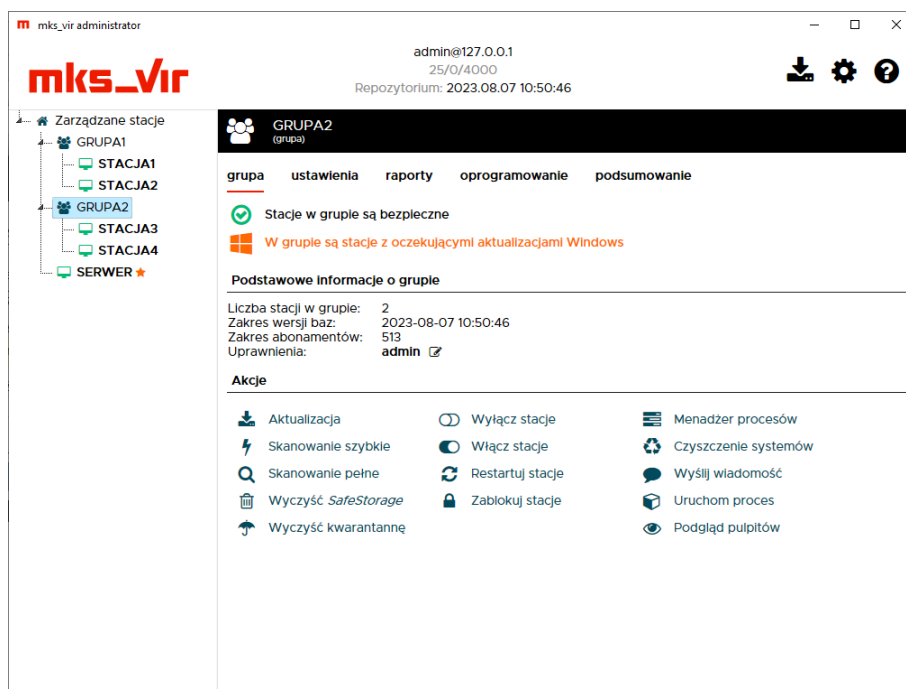 mks_vir administrator
mks_vir
admin@127.0.0.1
25/0/4000
Repozytorium: 2023.08.07 10:50:46
Zarządzane stacje
GRUPA1
STACJA1
STACJA2
GRUPA2
STACJA3
STACJA4
SERWER
GRUPA2
(grupa)
grupa ustawienia raporty oprogramowanie podsumowanie
Stacje w grupie są bezpieczne
W grupie są stacje z oczekującymi aktualizacjami Windows
Podstawowe informacje o grupie
Liczba stacji w grupie: 2
Zakres wersji baz: 2023-08-07 10:50:46
Zakres abonamentów: 513
Uprawnienia: admin
Akcje
Aktualizacja Wyłącz stacje Menadżer procesów
Skanowanie szybkie Włącz stacje Czyszczenie systemów
Skanowanie pełne Restartuj stacje Wyślij wiadomość
Wyczyść SafeStorage Zablokuj stacje Uruchom proces
Wyczyść kwarantannę Podgląd pulpitów